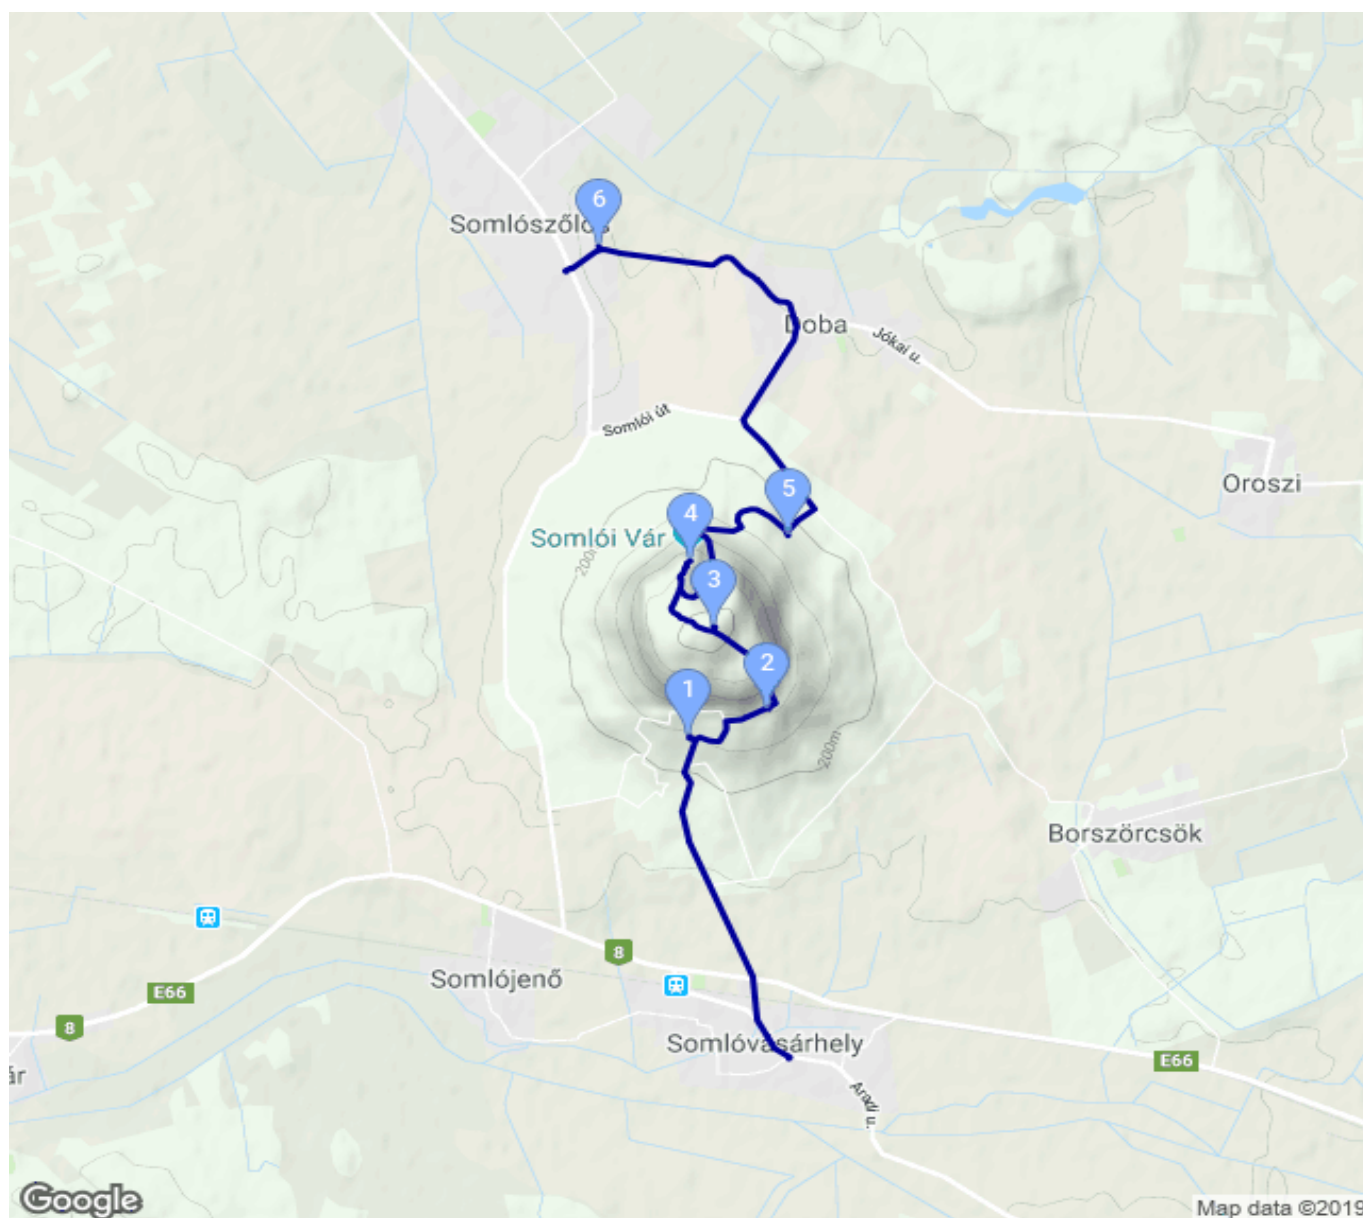 6
Somlószőlős
Doba
Jókai u.
Somlói út
Oroszi
5
4
Somlói Vár
200m
3
2
1
200m
Borszörcsök
8
Somlójenő
E66
8
Somlóvásárhely
E66
ár
Aradi u.
Google
Map data ©2019